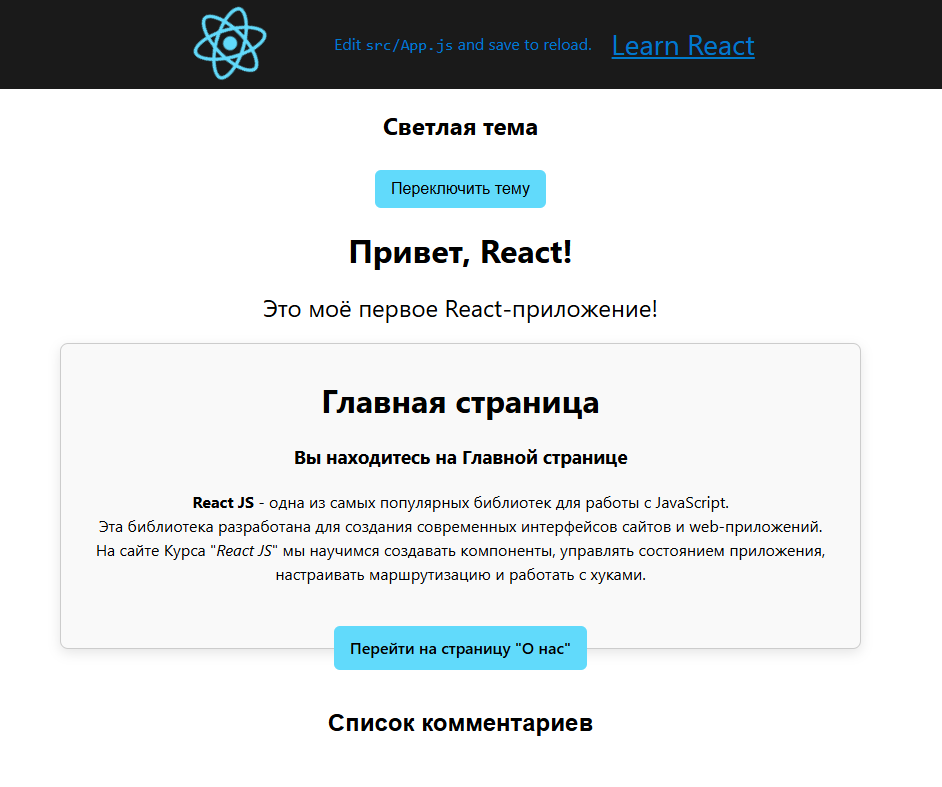 Edit src/App.js and save to reload. Learn React
Светлая тема
Переключить тему
Привет, React!
Это моё первое React-приложение!
Главная страница
Вы находитесь на Главной странице
React JS - одна из самых популярных библиотек для работы с JavaScript.
Эта библиотека разработана для создания современных интерфейсов сайтов и web-приложений.
На сайте Курса "React JS" мы научимся создавать компоненты, управлять состоянием приложения,
настраивать маршрутизацию и работать с хуками.
Перейти на страницу "О нас"
Список комментариев